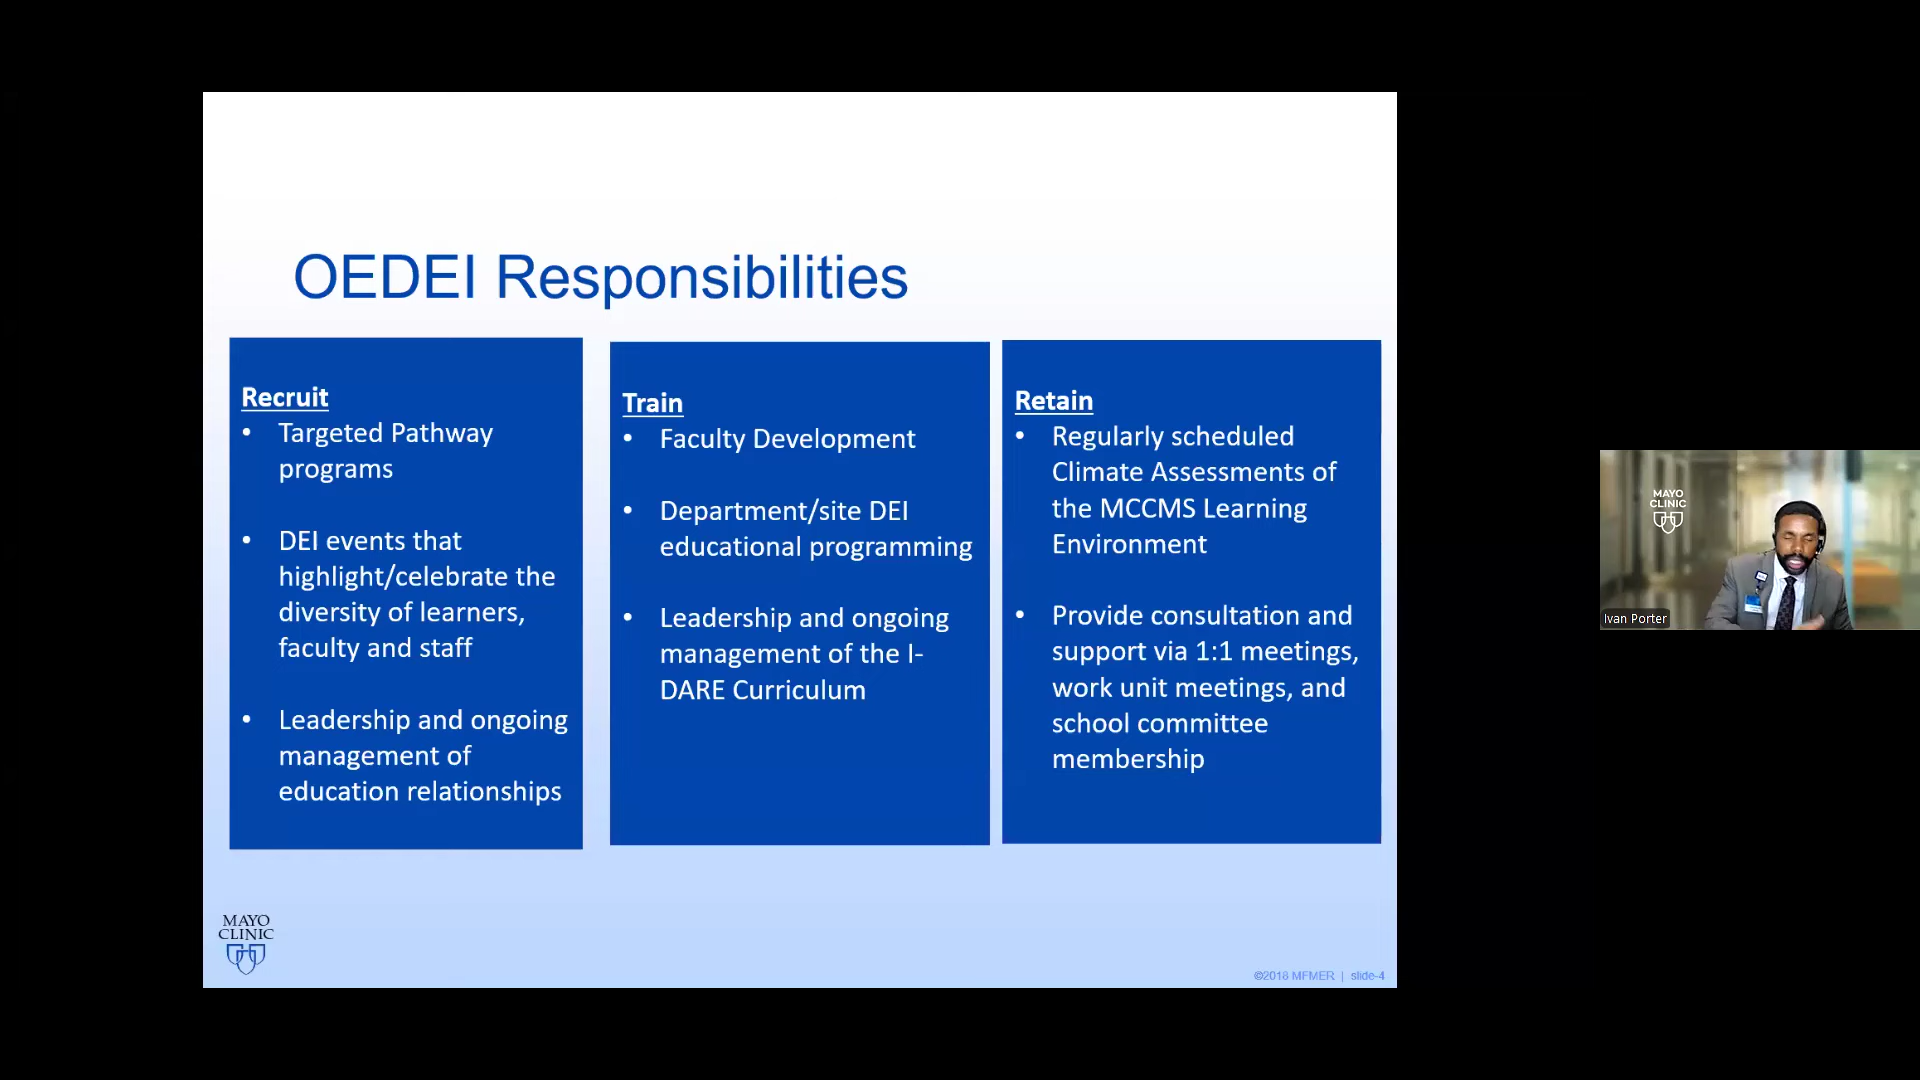 OEDEI Responsibilities
Recruit
• Targeted Pathway
programs
• DEI events that
highlight/celebrate the
diversity of learners,
faculty and staff
• Leadership and ongoing
management of
education relationships
Train
• Faculty Development
• Department/site DEI
educational programming
• Leadership and ongoing
management of the I-
DARE Curriculum
Retain
• Regularly scheduled
Climate Assessments of
the MCCMS Learning
Environment
• Provide consultation and
support via 1:1 meetings,
work unit meetings, and
school committee
membership
MAYO
CLINIC
©2018 MFMER | slide-4
MAYO
CLINIC
Ivan Porter